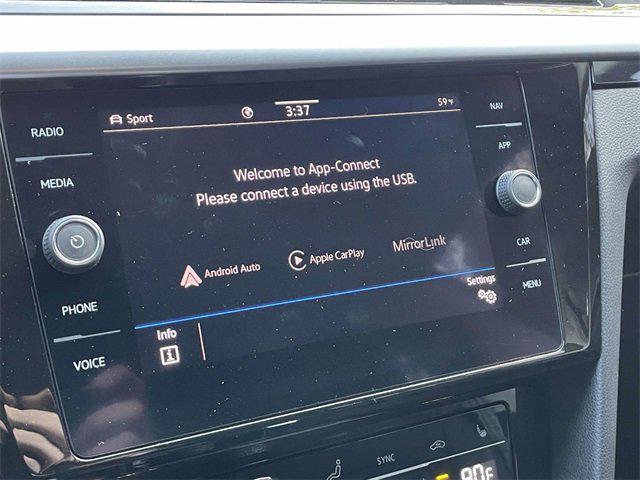 RADIO
MEDIA
PHONE
VOICE
Sport
3:37
59°F
Welcome to App-Connect
Please connect a device using the USB.
Android Auto
Apple CarPlay
MirrorLink
Settings
Info
NAV
APP
CAR
MENU
SYNC
80°F